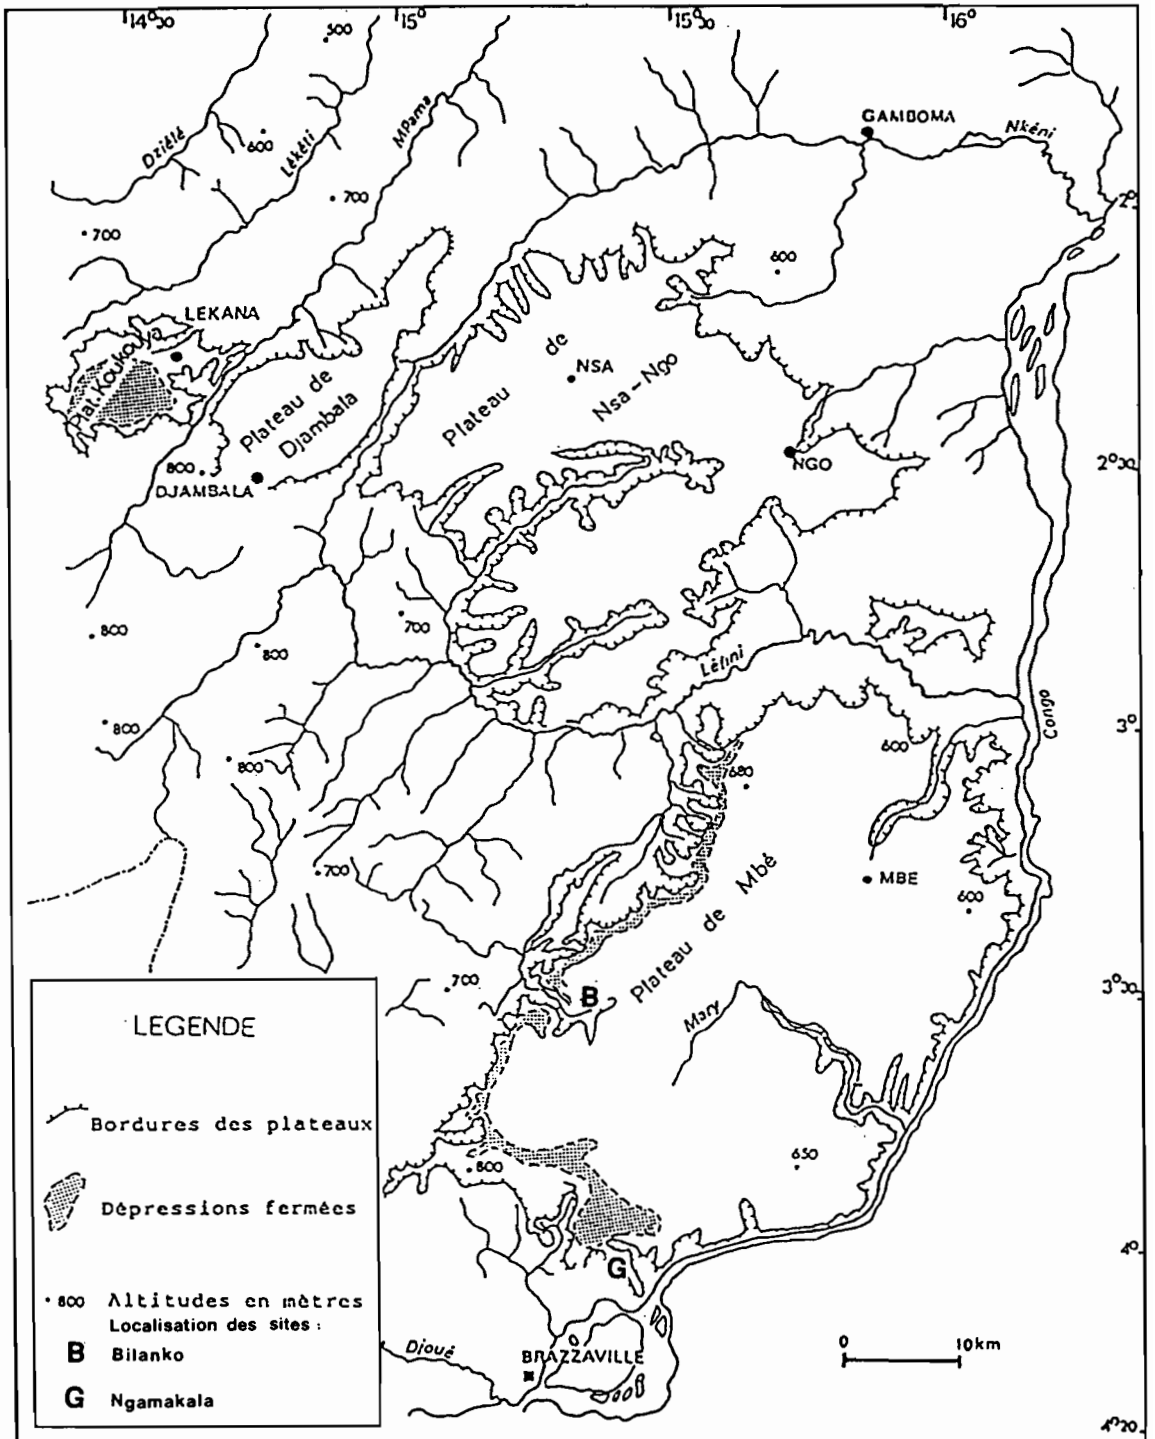 14°30
15°
15°30
16°
500
GAMBOMA
Nkéni
MPama
Dziélé
600
Lékéti
700
2°
700
600
LEKANA
Plat. Koukouya
de
NSA
Nsa-Ngo
Plateau de
Djambala
Plateau
800
DJAMBALA
NGO
2°30
800
700
800
Léfini
Congo
800
800
600
3°
680
700
Plateau de Mbé
MBE
600
700
B
3°30
Mary
LEGENDE
Bordures des plateaux
650
800
Dépressions fermées
4°
G
800 Altitudes en mètres
Localisation des sites :
B Bilanko
G Ngamakala
Djoué
BRAZZAVILLE
0 10km
4°20